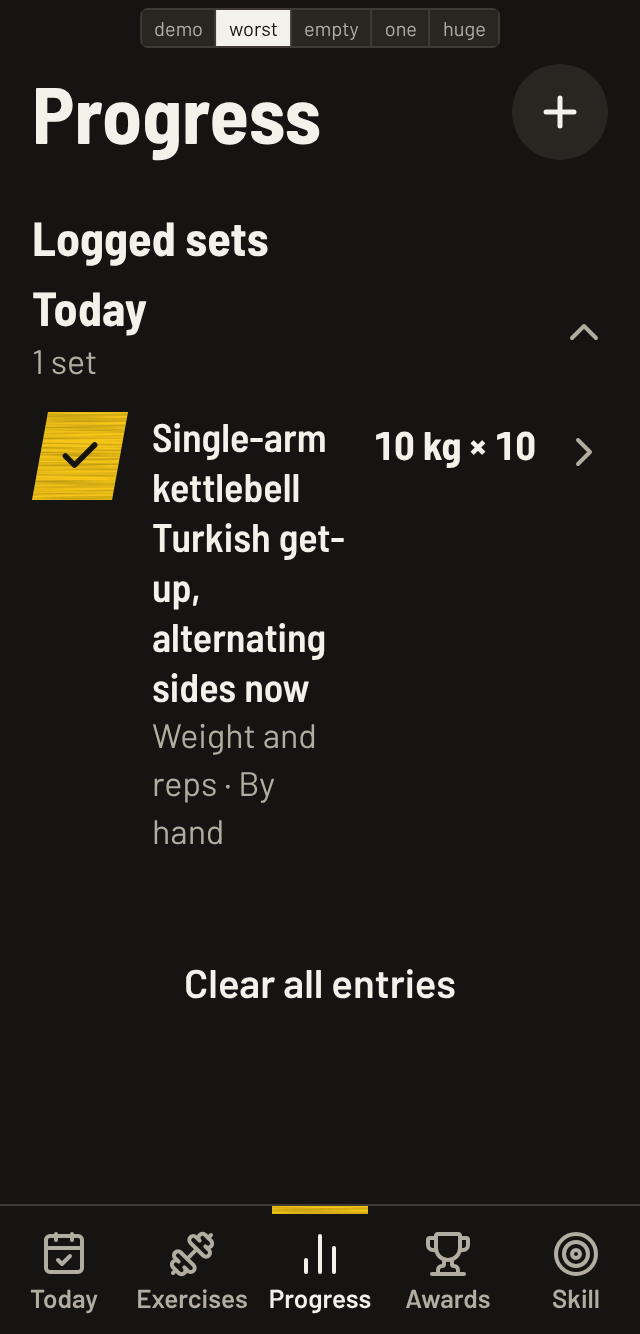 demo worst empty one huge
Progress
Logged sets
Today
1 set
Single-arm
kettlebell
Turkish get-
up,
alternating
sides now
10 kg × 10
Weight and
reps · By
hand
Clear all entries
Today Exercises Progress Awards Skill